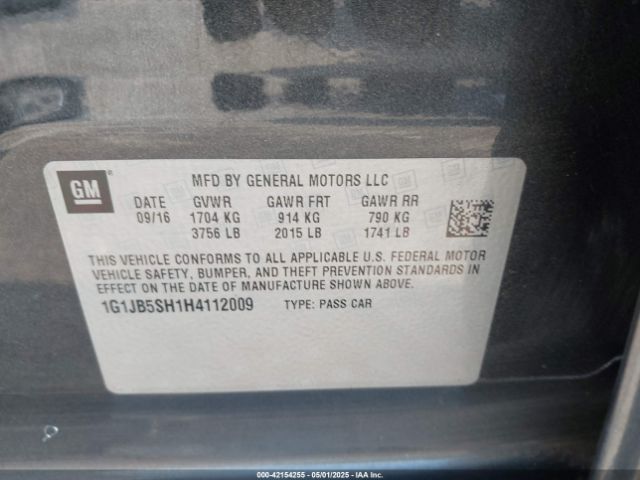 GM
MFD BY GENERAL MOTORS LLC
DATE GVWR GAWR FRT GAWR RR
09/16 1704 KG 914 KG 790 KG
3756 LB 2015 LB 1741 LB
THIS VEHICLE CONFORMS TO ALL APPLICABLE U.S. FEDERAL MOTOR
VEHICLE SAFETY, BUMPER, AND THEFT PREVENTION STANDARDS IN
EFFECT ON THE DATE OF MANUFACTURE SHOWN ABOVE.
1G1JB5SH1H4112009 TYPE: PASS CAR
000-42154255 - 05/01/2025 - IAAI.COM